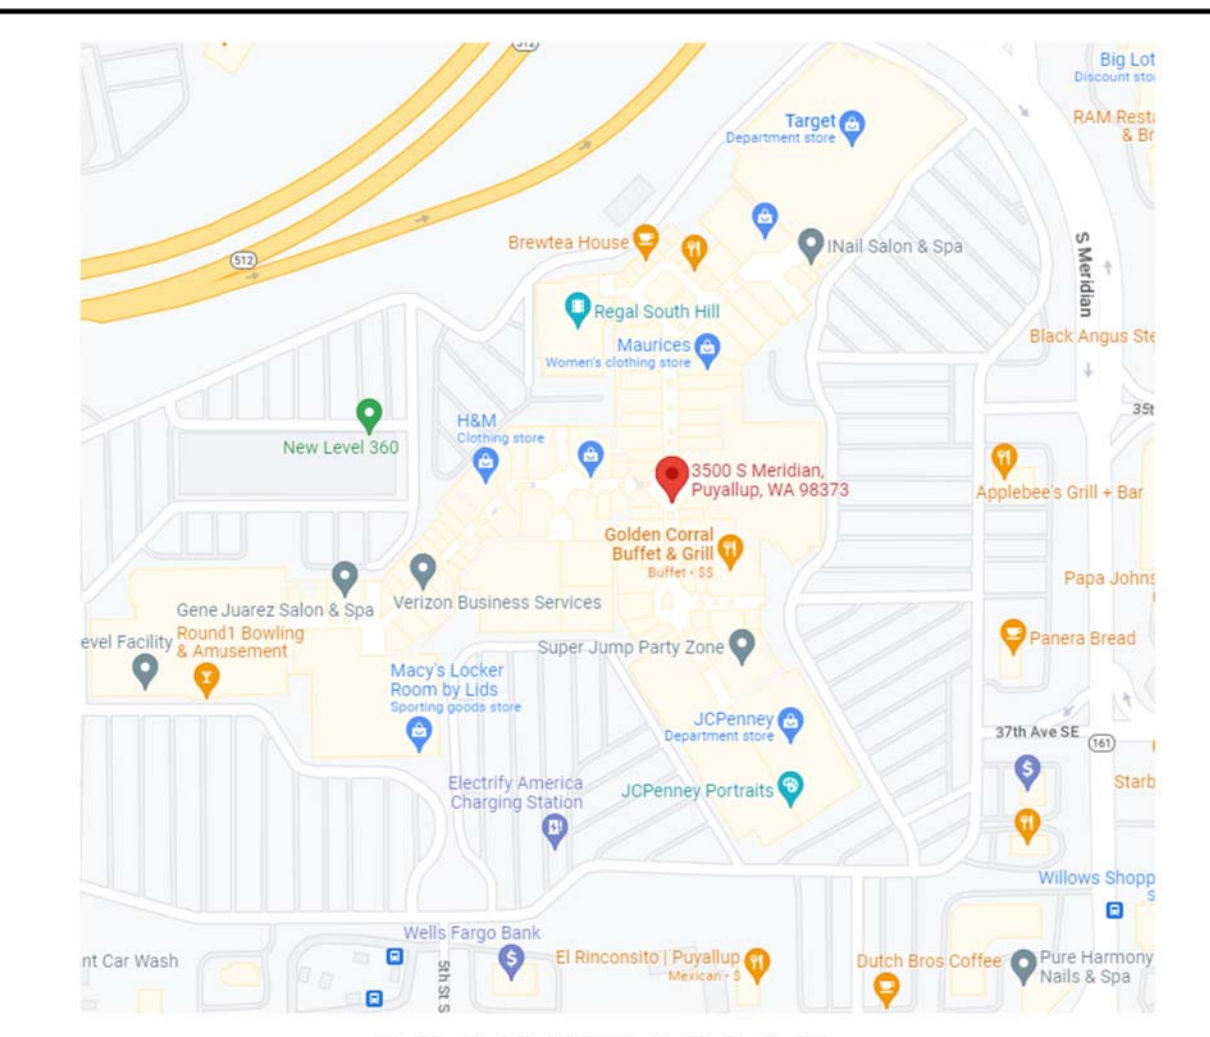 512
Big Lot
Discount sto
RAM Resta
& Br
Target
Department store
Brewtea House
INail Salon & Spa
512
S Meridian
Regal South Hill
Maurices
Women's clothing store
Black Angus Ste
35t
H&M
Clothing store
New Level 360
3500 S Meridian,
Puyallup, WA 98373
Applebee's Grill + Bar
Golden Corral
Buffet & Grill
Buffet • $$
Papa Johns
Gene Juarez Salon & Spa
Verizon Business Services
evel Facility
Round1 Bowling
& Amusement
Super Jump Party Zone
Panera Bread
Macy's Locker
Room by Lids
Sporting goods store
JCPenney
Department store
37th Ave SE
161
Electrify America
Charging Station
JCPenney Portraits
Starb
Willows Shopp
S
Wells Fargo Bank
nt Car Wash
5th St S
El Rinconsito | Puyallup
Mexican • $
Dutch Bros Coffee
Pure Harmony
Nails & Spa